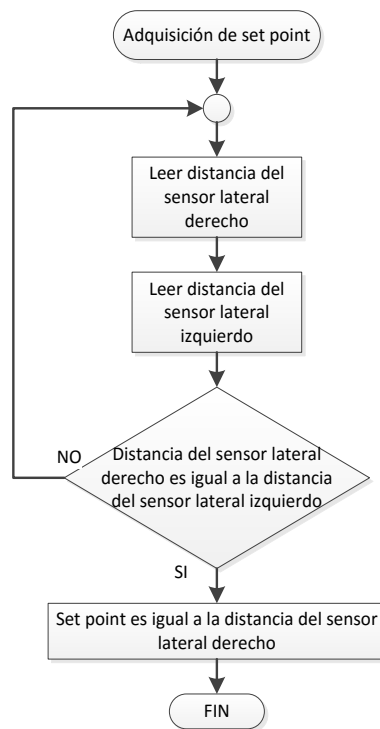 Adquisición de set point
Leer distancia del
sensor lateral
derecho
Leer distancia del
sensor lateral
izquierdo
Distancia del sensor lateral
derecho es igual a la distancia
del sensor lateral izquierdo
NO
SI
Set point es igual a la distancia del sensor
lateral derecho
FIN